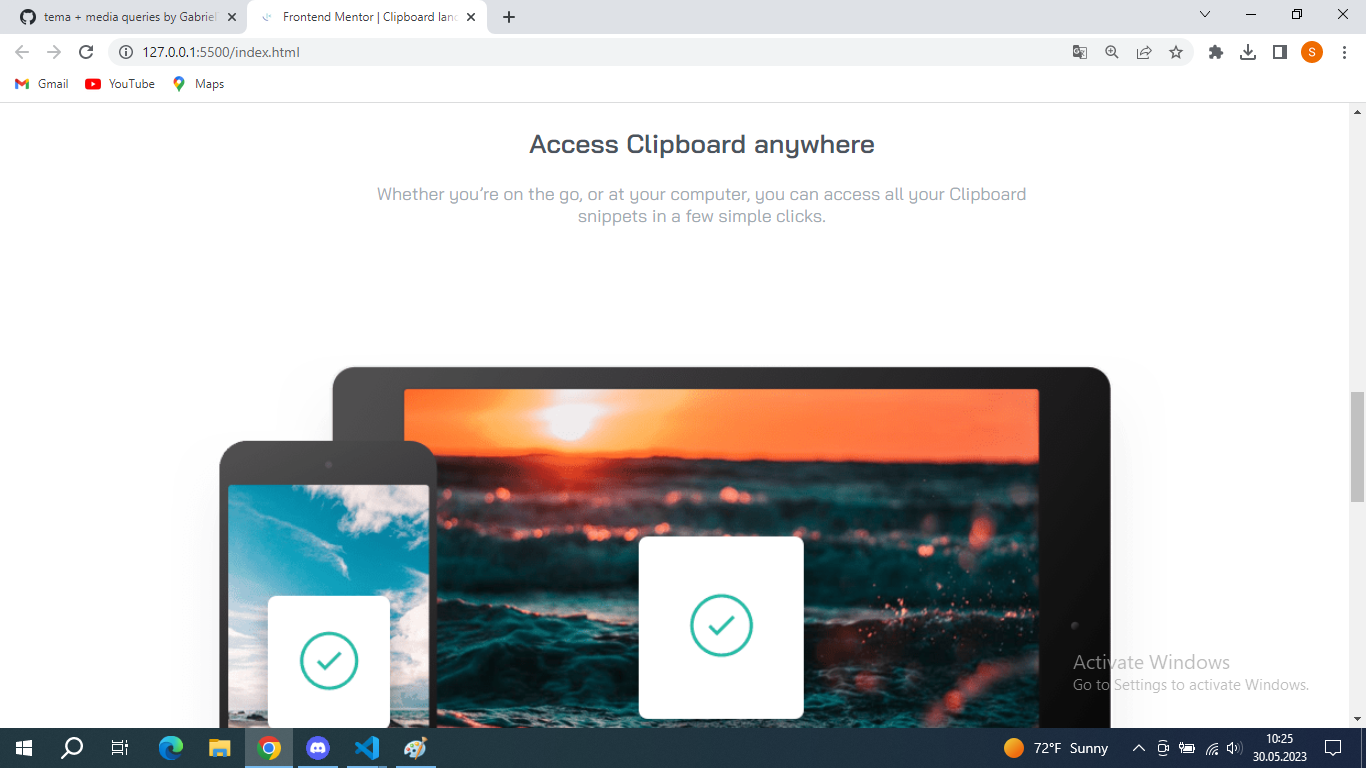 tema + media queries by Gabriel
Frontend Mentor | Clipboard land
127.0.0.1:5500/index.html
S
Gmail
YouTube
Maps
Access Clipboard anywhere
Whether you’re on the go, or at your computer, you can access all your Clipboard
snippets in a few simple clicks.
Activate Windows
Go to Settings to activate Windows.
72°F Sunny
10:25
30.05.2023